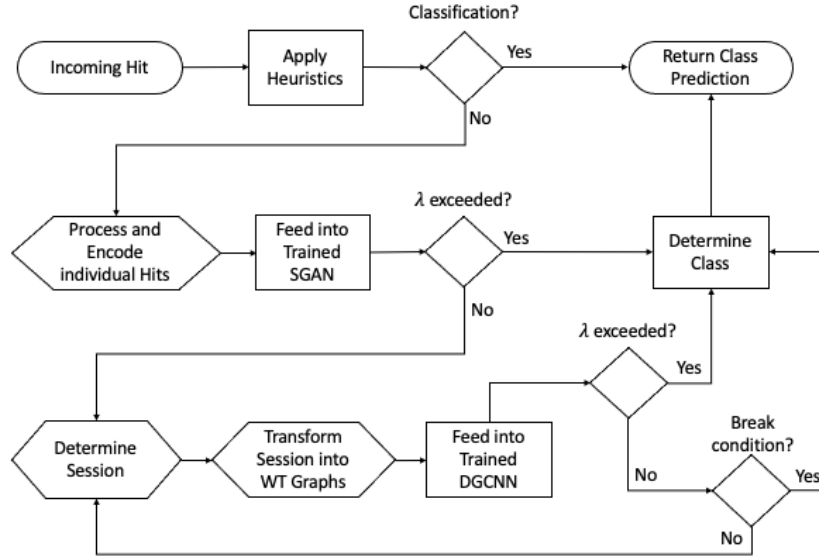 Classification?
Incoming Hit
Apply
Heuristics
Yes
Return Class
Prediction
No
λ exceeded?
Process and
Encode
individual Hits
Feed into
Trained
SGAN
Yes
Determine
Class
No
λ exceeded?
Yes
Determine
Session
Transform
Session into
WT Graphs
Feed into
Trained
DGCNN
Break
condition?
No
Yes
No